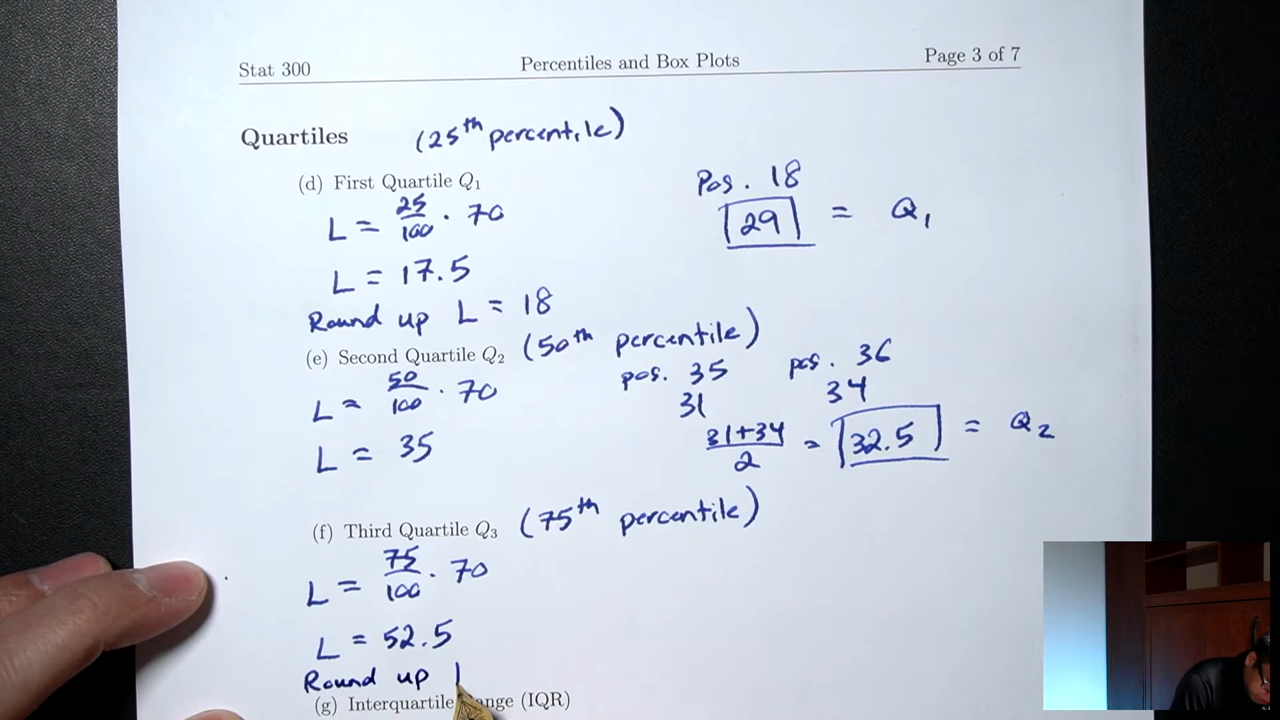 Stat 300 Percentiles and Box Plots Page 3 of 7
Quartiles (25th percentile)
(d) First Quartile Q1
L = 25/100 · 70
L = 17.5
Round up L = 18
Pos. 18
29 = Q1
(e) Second Quartile Q2 (50th percentile)
L = 50/100 · 70
L = 35
pos. 35 pos. 36
31 34
31+34/2 = 32.5 = Q2
(f) Third Quartile Q3 (75th percentile)
L = 75/100 · 70
L = 52.5
Round up
(g) Interquartile Range (IQR)